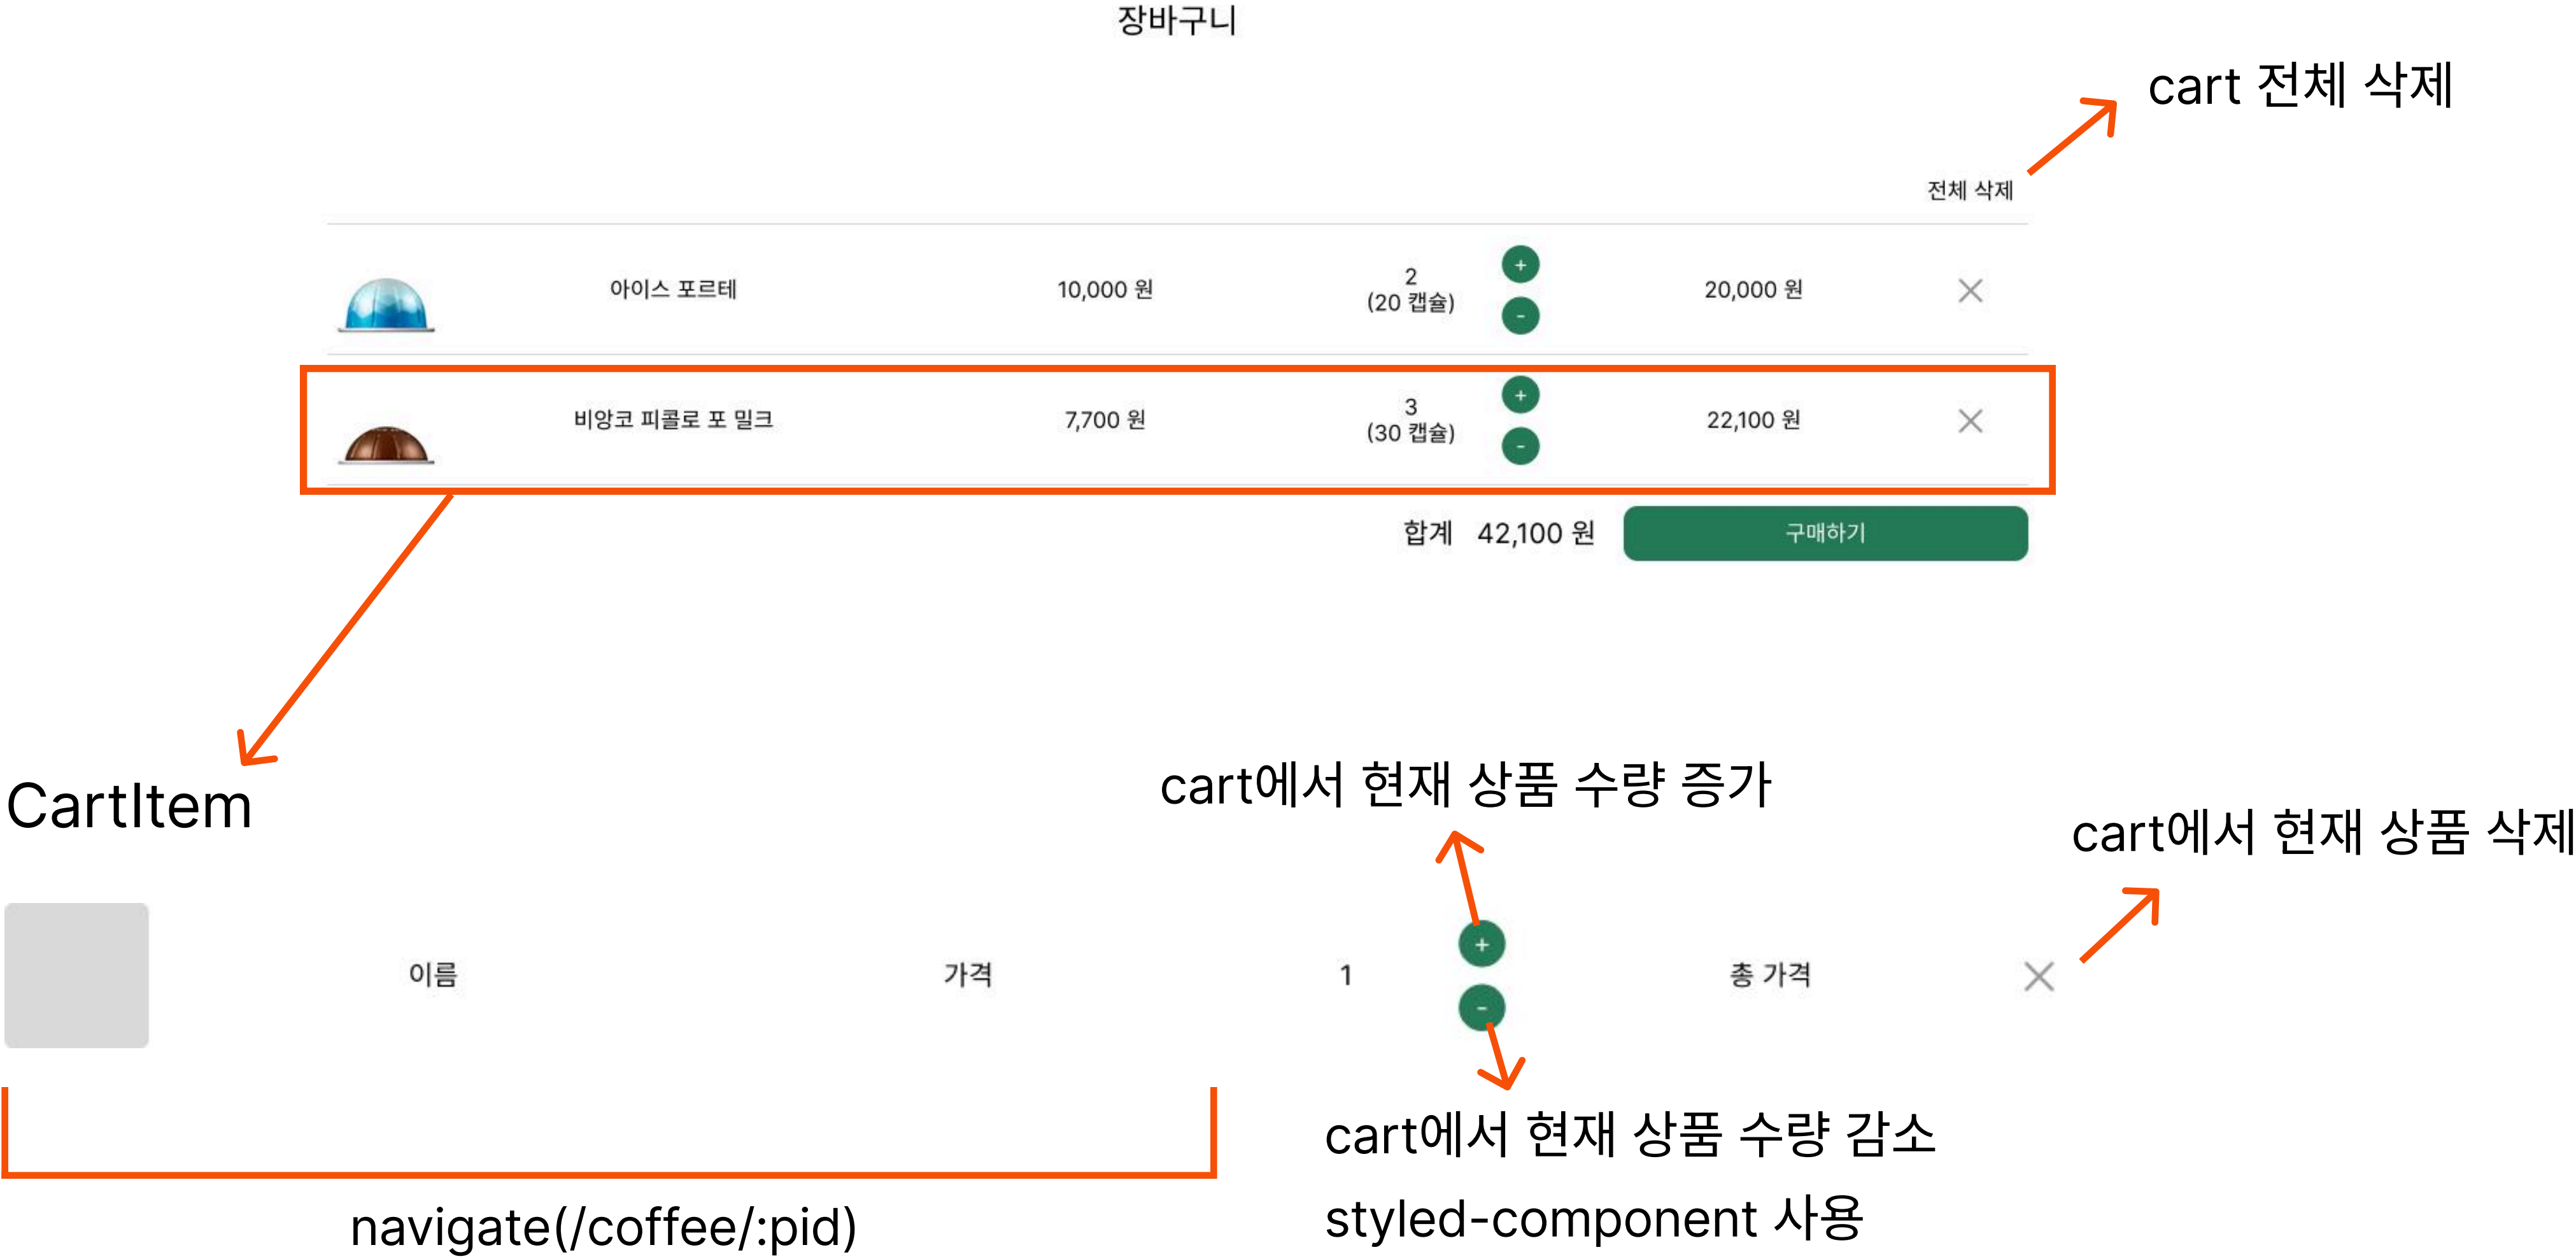 장바구니
cart 전체 삭제
전체 삭제
아이스 포르테
10,000 원
2
(20 캡슐)
+
-
20,000 원
비앙코 피콜로 포 밀크
7,700 원
3
(30 캡슐)
+
-
22,100 원
합계 42,100 원
구매하기
CartItem
cart에서 현재 상품 수량 증가
cart에서 현재 상품 삭제
이름
가격
1
+
-
총 가격
cart에서 현재 상품 수량 감소
styled-component 사용
navigate(/coffee/:pid)